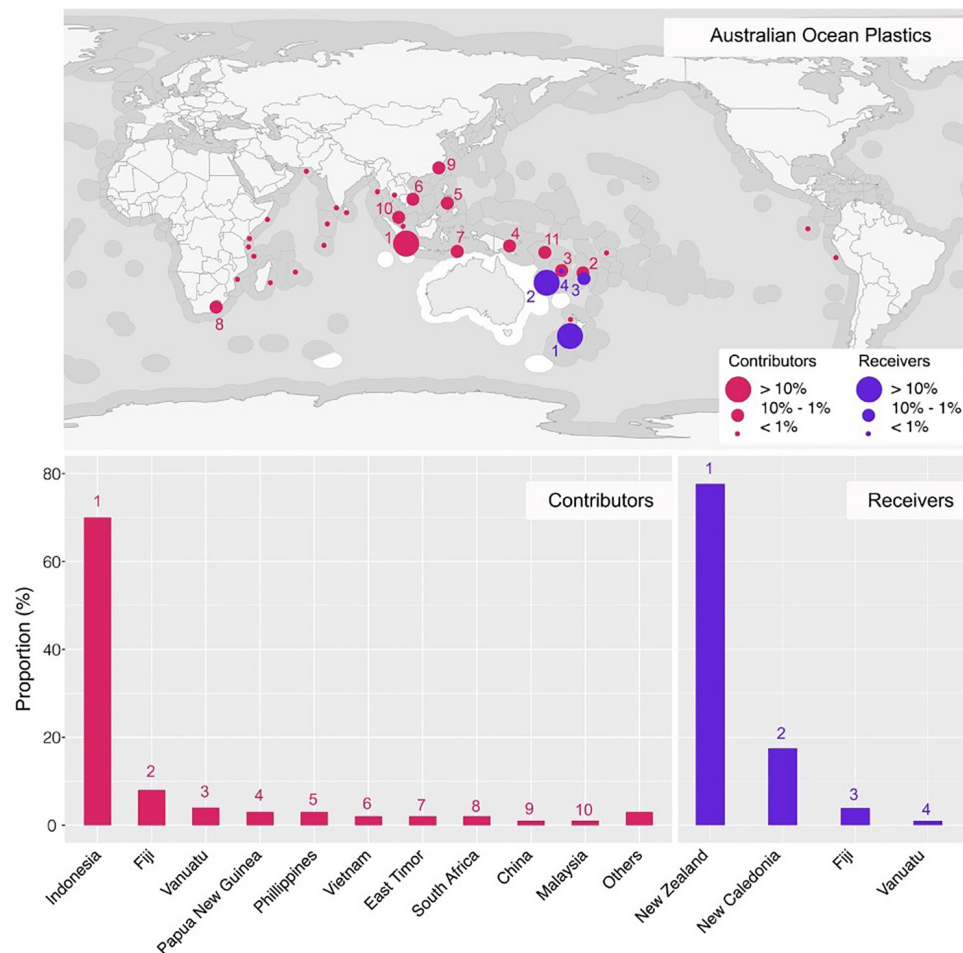 Australian Ocean Plastics
9
6
10
5
1
7
4
11
3
2
2
4
3
8
1
Contributors
> 10%
10% - 1%
< 1%
Receivers
> 10%
10% - 1%
< 1%
Contributors
Proportion (%)
80
60
40
20
0
1
2
3
4
5
6
7
8
9
10
Indonesia
Fiji
Vanuatu
Papua New Guinea
Phillippines
Vietnam
East Timor
South Africa
China
Malaysia
Others
Receivers
1
2
3
4
New Zealand
New Caledonia
Fiji
Vanuatu